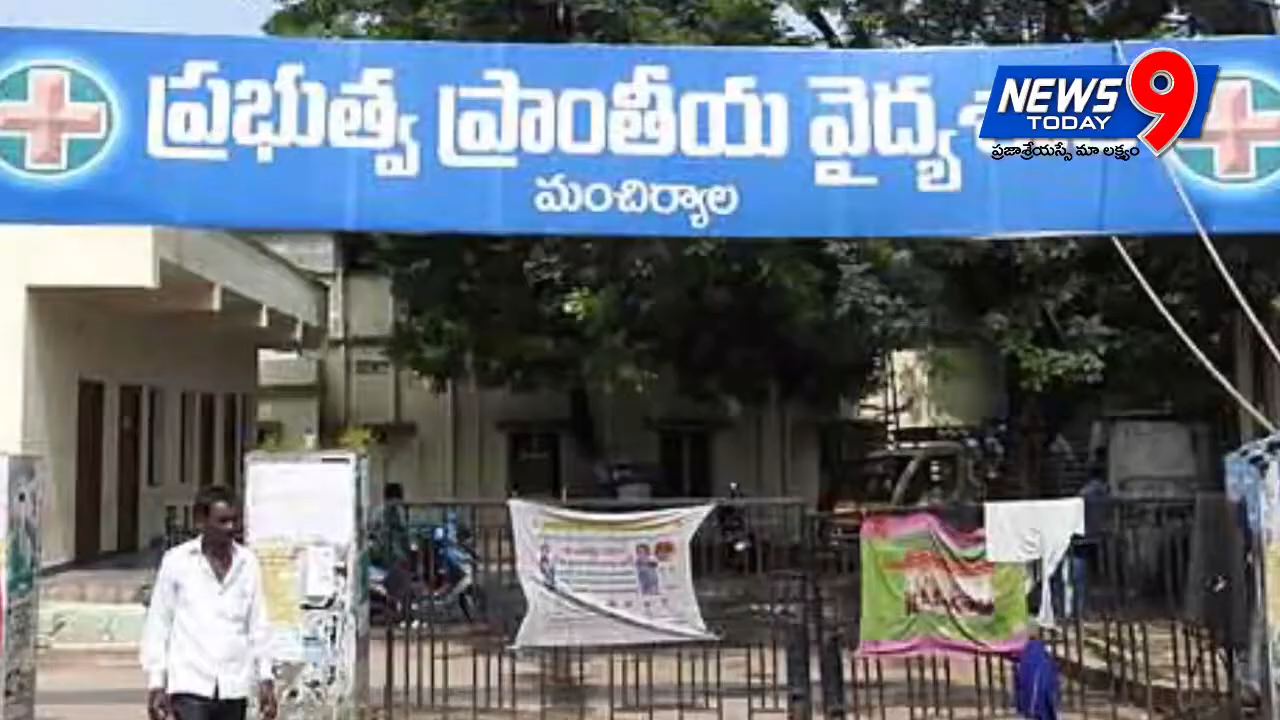 ప్రభుత్వ ప్రాంతీయ వైద్య
మంచిర్యాల
NEWS 9
TODAY
ప్రజాశ్రేయస్సే మా లక్ష్యం